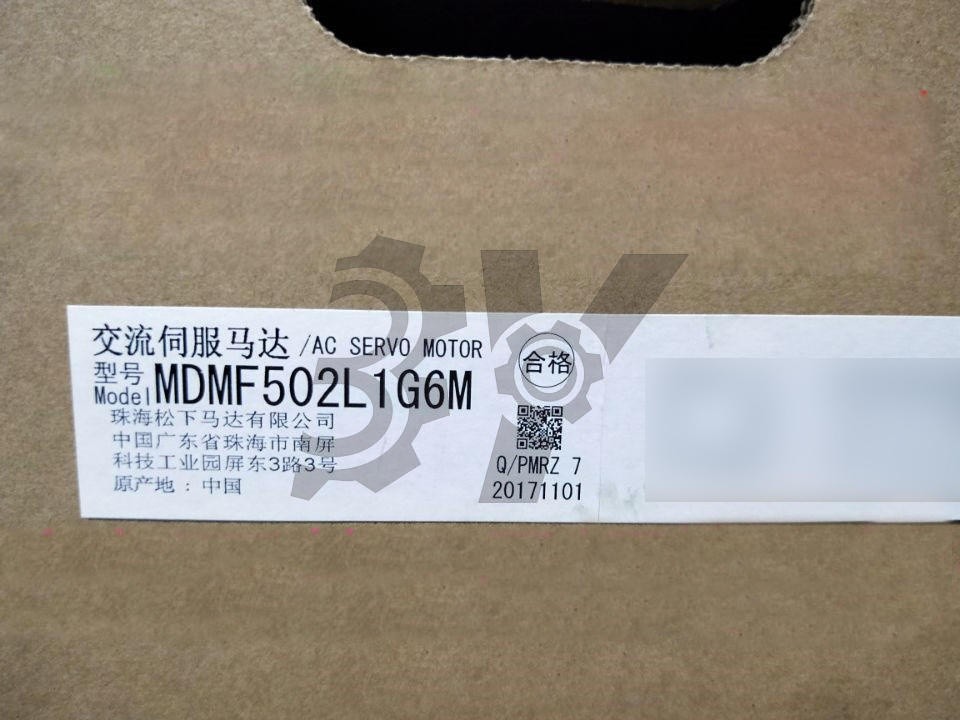 交流伺服马达 /AC SERVO MOTOR
型号
Model MDMF502L1G6M
珠海松下马达有限公司
中国广东省珠海市南屏
科技工业园屏东3路3号
原产地：中国
合格
Q/PMRZ 7
20171101
3Y